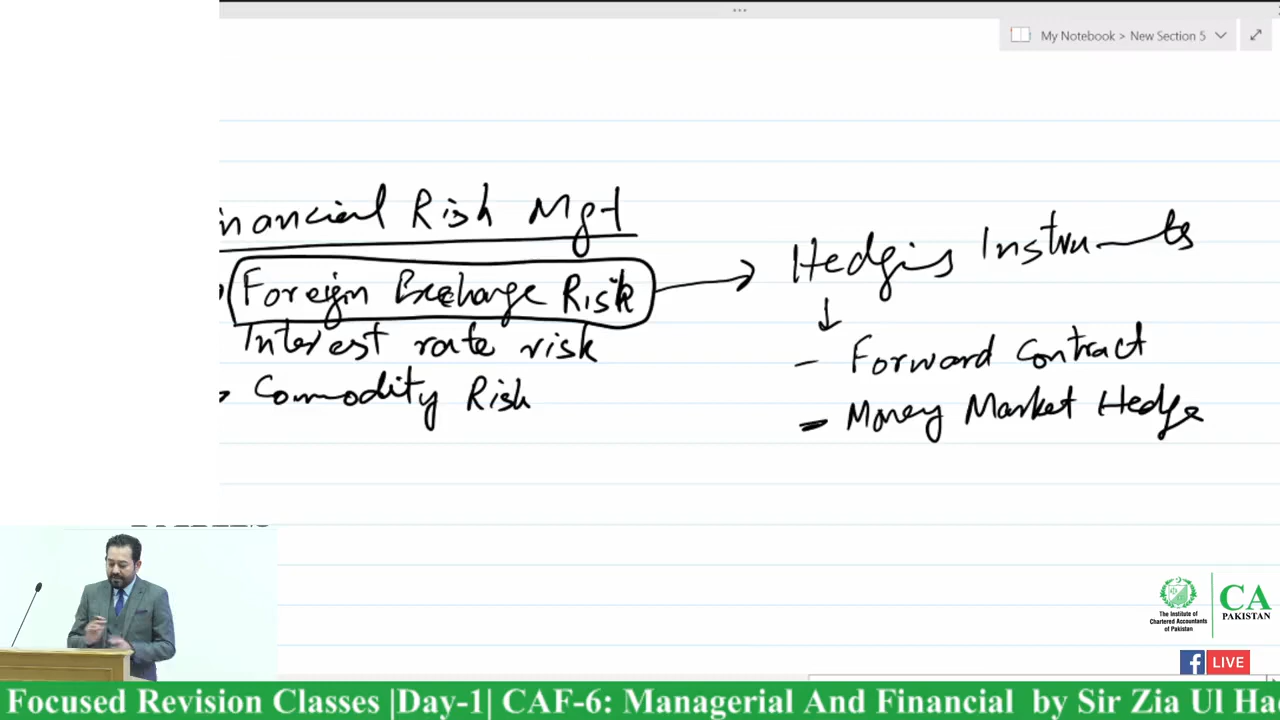 ...
My Notebook > New Section 5
nancial Risk Mgt
Foreign Exchange Risk
Interest rate risk
Commodity Risk
Hedging Instruments
- Forward Contract
- Money Market Hedge
The Institute of
Chartered Accountants
of Pakistan
CA
PAKISTAN
f LIVE
Focused Revision Classes |Day-1| CAF-6: Managerial And Financial by Sir Zia Ul Ha